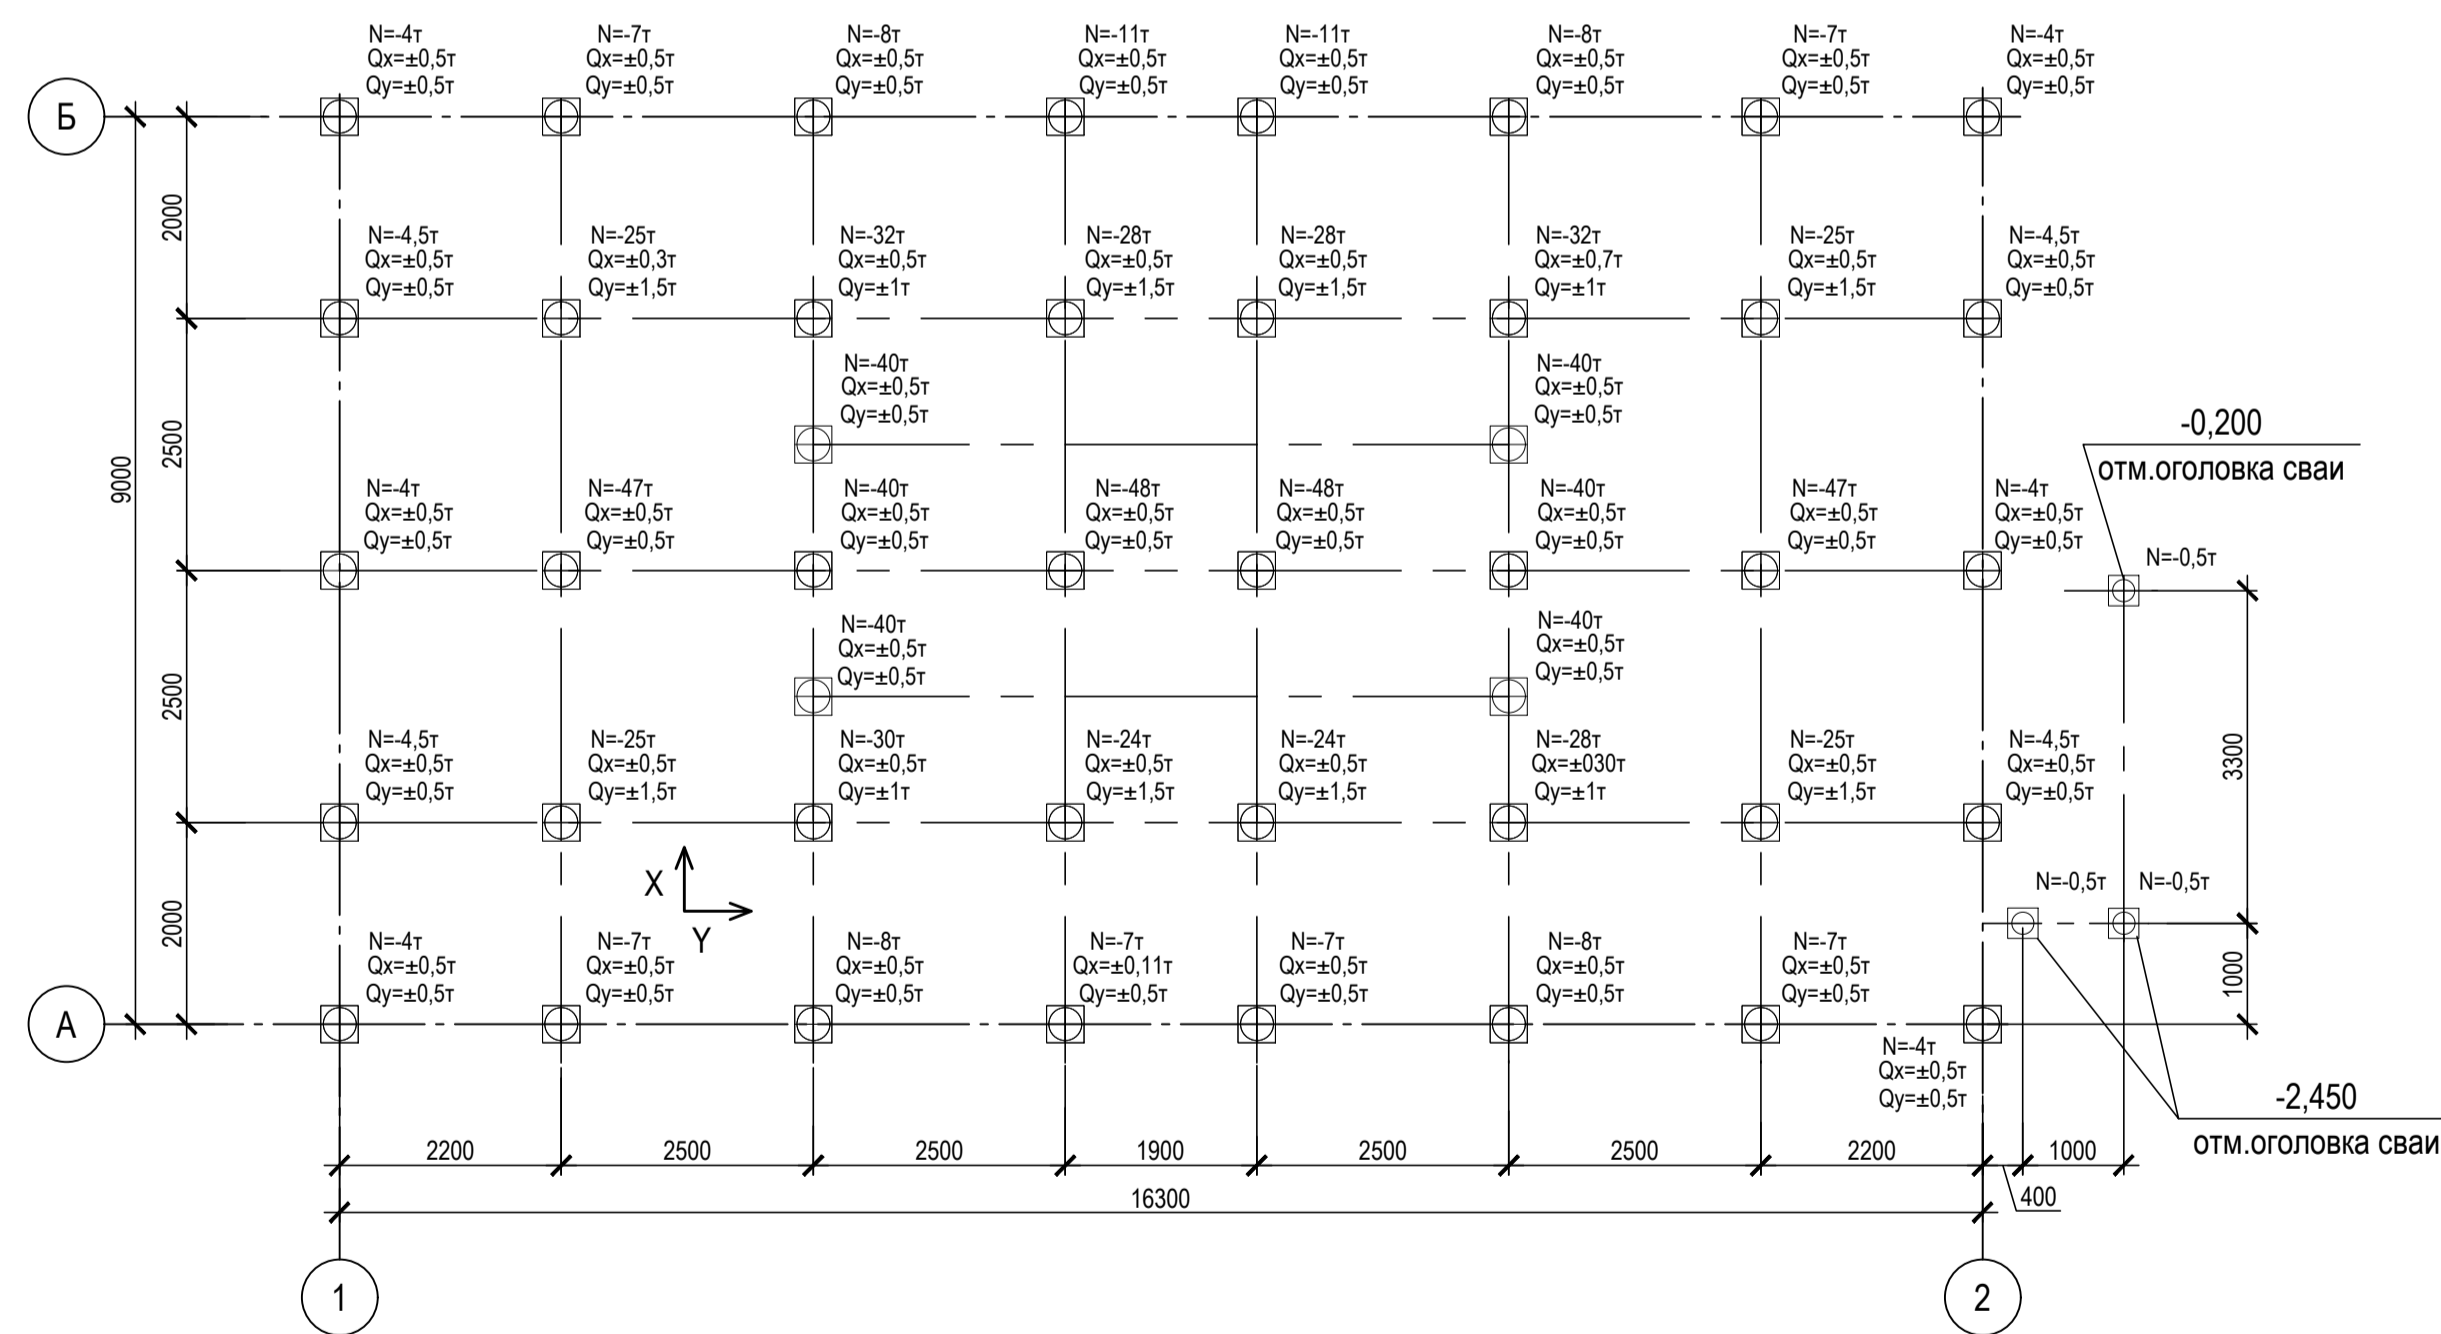 N=-4т
Qx=±0,5т
Qy=±0,5т
N=-7т
Qx=±0,5т
Qy=±0,5т
N=-8т
Qx=±0,5т
Qy=±0,5т
N=-11т
Qx=±0,5т
Qy=±0,5т
N=-11т
Qx=±0,5т
Qy=±0,5т
N=-8т
Qx=±0,5т
Qy=±0,5т
N=-7т
Qx=±0,5т
Qy=±0,5т
N=-4т
Qx=±0,5т
Qy=±0,5т
Б
2000
N=-4,5т
Qx=±0,5т
Qy=±0,5т
N=-25т
Qx=±0,3т
Qy=±1,5т
N=-32т
Qx=±0,5т
Qy=±1т
N=-28т
Qx=±0,5т
Qy=±1,5т
N=-28т
Qx=±0,5т
Qy=±1,5т
N=-32т
Qx=±0,7т
Qy=±1т
N=-25т
Qx=±0,5т
Qy=±1,5т
N=-4,5т
Qx=±0,5т
Qy=±0,5т
N=-40т
Qx=±0,5т
Qy=±0,5т
N=-40т
Qx=±0,5т
Qy=±0,5т
-0,200
отм.оголовка сваи
2500
9000
N=-4т
Qx=±0,5т
Qy=±0,5т
N=-47т
Qx=±0,5т
Qy=±0,5т
N=-40т
Qx=±0,5т
Qy=±0,5т
N=-48т
Qx=±0,5т
Qy=±0,5т
N=-48т
Qx=±0,5т
Qy=±0,5т
N=-40т
Qx=±0,5т
Qy=±0,5т
N=-47т
Qx=±0,5т
Qy=±0,5т
N=-4т
Qx=±0,5т
Qy=±0,5т
N=-0,5т
N=-40т
Qx=±0,5т
Qy=±0,5т
N=-40т
Qx=±0,5т
Qy=±0,5т
2500
N=-4,5т
Qx=±0,5т
Qy=±0,5т
N=-25т
Qx=±0,5т
Qy=±1,5т
N=-30т
Qx=±0,5т
Qy=±1т
N=-24т
Qx=±0,5т
Qy=±1,5т
N=-24т
Qx=±0,5т
Qy=±1,5т
N=-28т
Qx=±030т
Qy=±1т
N=-25т
Qx=±0,5т
Qy=±1,5т
N=-4,5т
Qx=±0,5т
Qy=±0,5т
3300
X
Y
N=-0,5т
N=-0,5т
2000
N=-4т
Qx=±0,5т
Qy=±0,5т
N=-7т
Qx=±0,5т
Qy=±0,5т
N=-8т
Qx=±0,5т
Qy=±0,5т
N=-7т
Qx=±0,11т
Qy=±0,5т
N=-7т
Qx=±0,5т
Qy=±0,5т
N=-8т
Qx=±0,5т
Qy=±0,5т
N=-7т
Qx=±0,5т
Qy=±0,5т
1000
А
N=-4т
Qx=±0,5т
Qy=±0,5т
-2,450
отм.оголовка сваи
2200
2500
2500
1900
2500
2500
2200
1000
400
16300
1
2